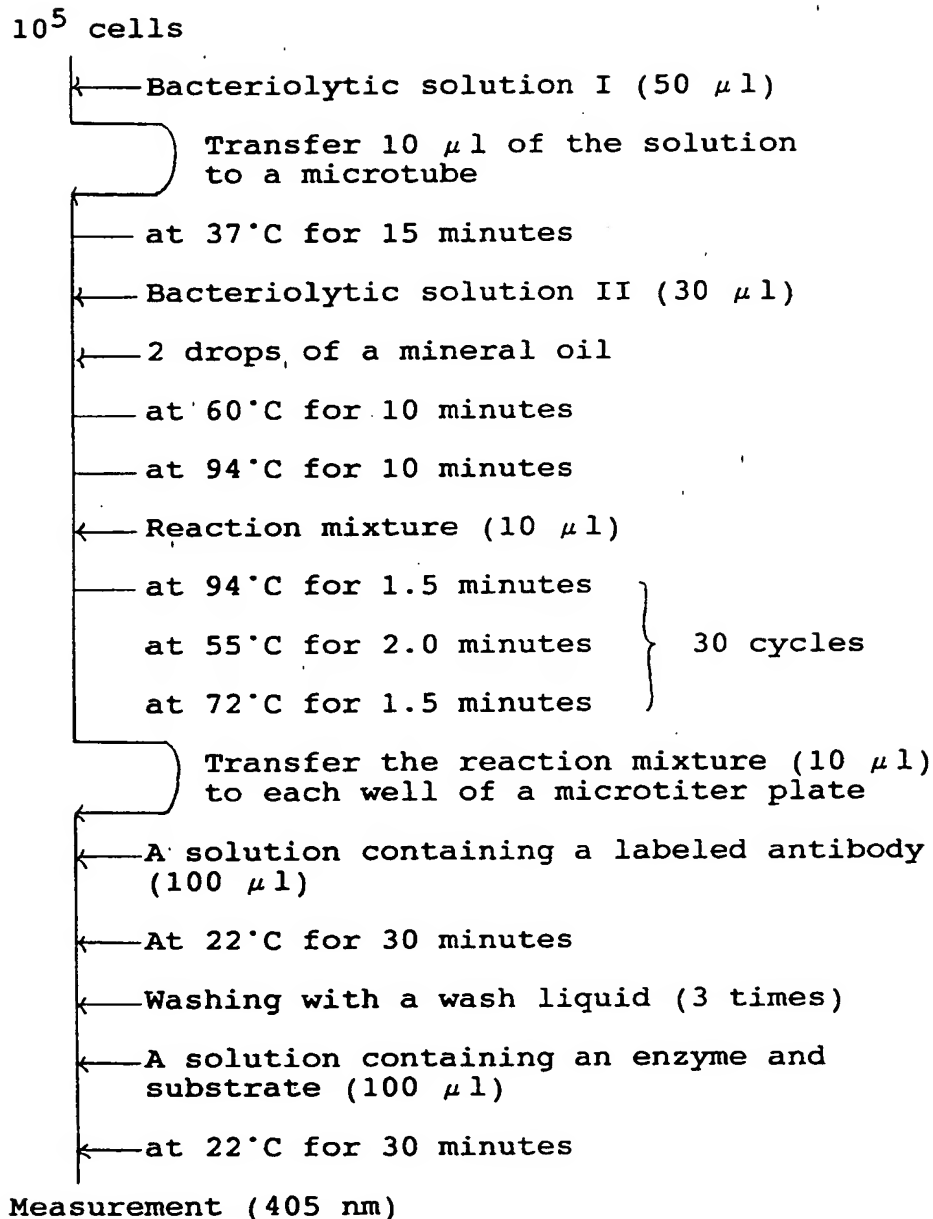 10⁵ cells
Bacteriolytic solution I (50 μl)
Transfer 10 μl of the solution
to a microtube
at 37°C for 15 minutes
Bacteriolytic solution II (30 μl)
2 drops of a mineral oil
at 60°C for 10 minutes
at 94°C for 10 minutes
Reaction mixture (10 μl)
at 94°C for 1.5 minutes
at 55°C for 2.0 minutes
30 cycles
at 72°C for 1.5 minutes
Transfer the reaction mixture (10 μl)
to each well of a microtiter plate
A solution containing a labeled antibody
(100 μl)
At 22°C for 30 minutes
Washing with a wash liquid (3 times)
A solution containing an enzyme and
substrate (100 μl)
at 22°C for 30 minutes
Measurement (405 nm)